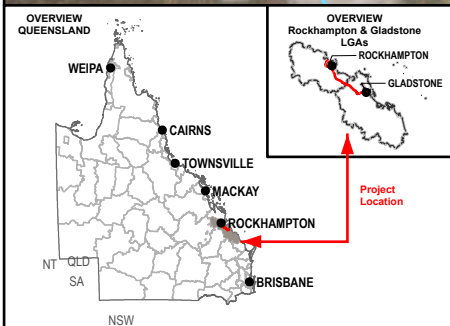 OVERVIEW
QUEENSLAND
WEIPA
CAIRNS
TOWNSVILLE
MACKAY
ROCKHAMPTON
BRISBANE
NT QLD
SA
NSW
OVERVIEW
Rockhampton & Gladstone
LGAs
ROCKHAMPTON
GLADSTONE
Project
Location